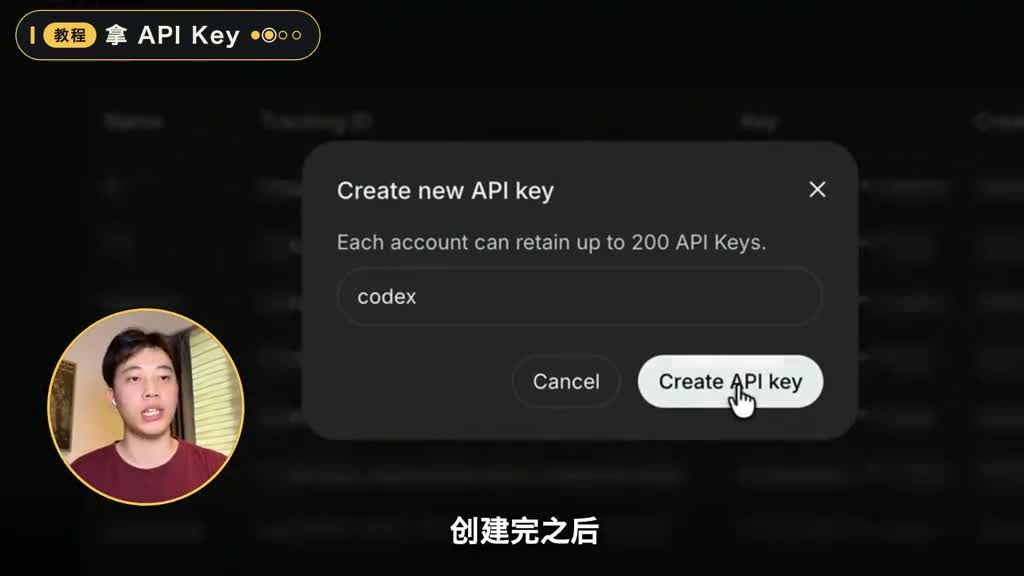 教程 拿 API Key
Create new API key
Each account can retain up to 200 API Keys.
codex
Cancel
Create API key
创建完之后